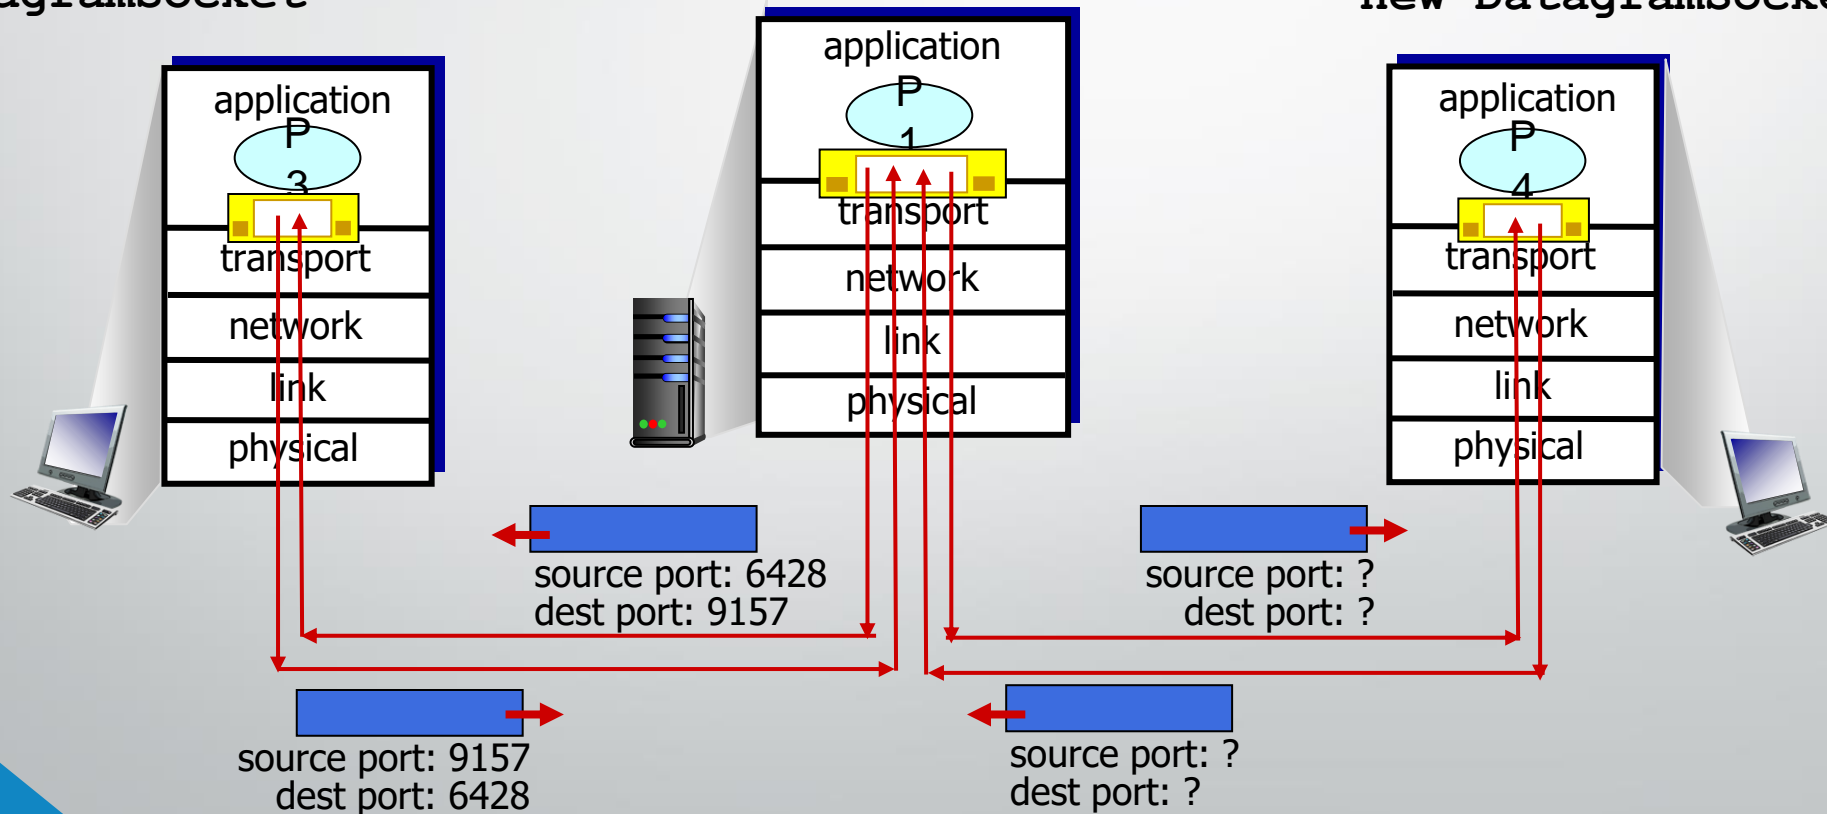 new
application
P
1
transport
network
link
physical
application
P
3
transport
network
link
physical
application
P
4
transport
network
link
physical
source port: 6428
dest port: 9157
source port: ?
dest port: ?
source port: 9157
dest port: 6428
source port: ?
dest port: ?